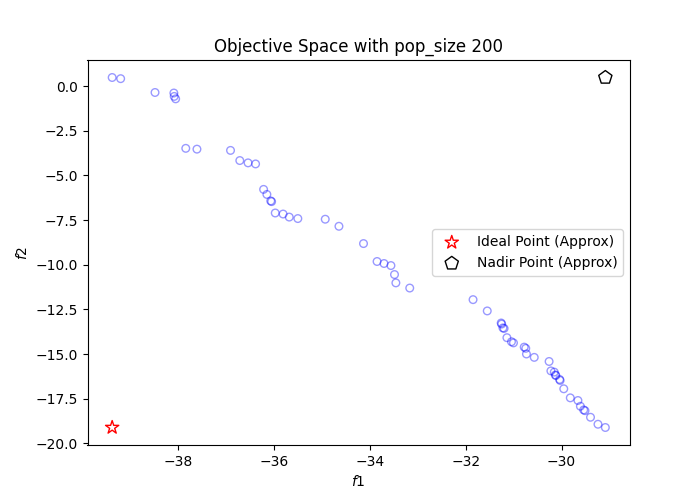 Objective Space with pop_size 200
0.0
−2.5
−5.0
−7.5
−10.0
−12.5
−15.0
−17.5
−20.0
f2
Ideal Point (Approx)
Nadir Point (Approx)
−38
−36
−34
−32
−30
f1